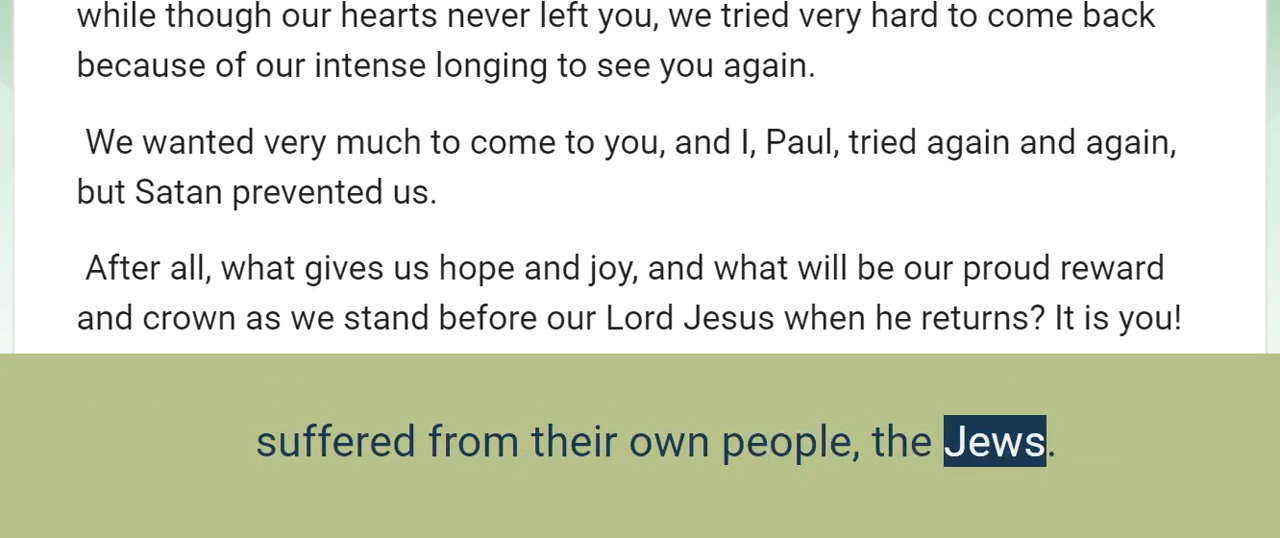 while though our hearts never left you, we tried very hard to come back
because of our intense longing to see you again.
We wanted very much to come to you, and I, Paul, tried again and again,
but Satan prevented us.
After all, what gives us hope and joy, and what will be our proud reward
and crown as we stand before our Lord Jesus when he returns? It is you!
suffered from their own people, the Jews.